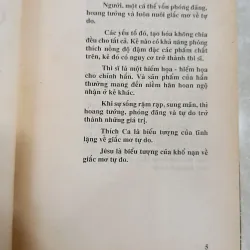 Người, một cá thể vốn phóng đãng,
hoang tưởng và luôn nuôi giấc mơ về tự
do.
Các yếu tố đó, tạo hóa không chia
đều cho tất cả. Kẻ nào có khả năng phóng
thích nồng độ đậm đặc các phẩm chất
trên, kẻ đó có nguy cơ trở thành thi sĩ.
Thi sĩ là một hiểm họa - hiểm họa
cho chính hắn. Và sản phẩm của hắn
thường mang đến niềm hân hoan ngộ
nhận ở kẻ khác.
Khi sự sống rậm rạp, sung mãn, thì
hoang tưởng, phóng đãng và tự do trở
thành những giá trị.
Thích Ca là biểu tượng của tĩnh
lặng về giấc mơ tự do.
Jêsu là biểu tượng của khổ nạn về
giấc mơ tự do.
5